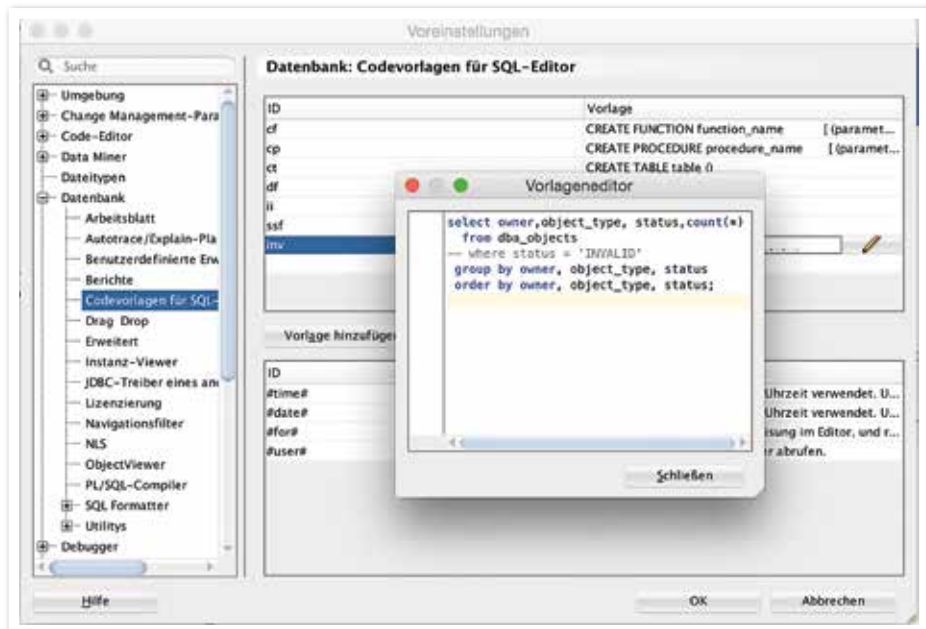 Voreinstellungen
Suche
Umgebung
Change Management-Para
Code-Editor
Data Miner
Dateitypen
Datenbank
Arbeitsblatt
Autotrace/Explain-Pla
Benutzerdefinierte Erw
Berichte
Codevorlagen für SQL-
Drag Drop
Erweitert
Instanz-Viewer
JDBC-Treiber eines an
Lizenzierung
Navigationsfilter
NLS
ObjectViewer
PL/SQL-Compiler
SQL Formatter
Utilitys
Debugger
Datenbank: Codevorlagen für SQL-Editor
ID Vorlage
cf CREATE FUNCTION function_name [ (paramet...
cp CREATE PROCEDURE procedure_name [ (paramet...
ct CREATE TABLE table ()
df
ii
ssf
inv
Vorlageneditor
select owner,object_type, status,count(*)
from dba_objects
-- where status = 'INVALID'
group by owner, object_type, status
order by owner, object_type, status;
Schließen
Vorlage hinzufüge
ID
#time# Uhrzeit verwendet. U...
#date# Uhrzeit verwendet. U...
#for# isung im Editor, und r...
#user# r abrufen.
Hilfe
OK
Abbrechen